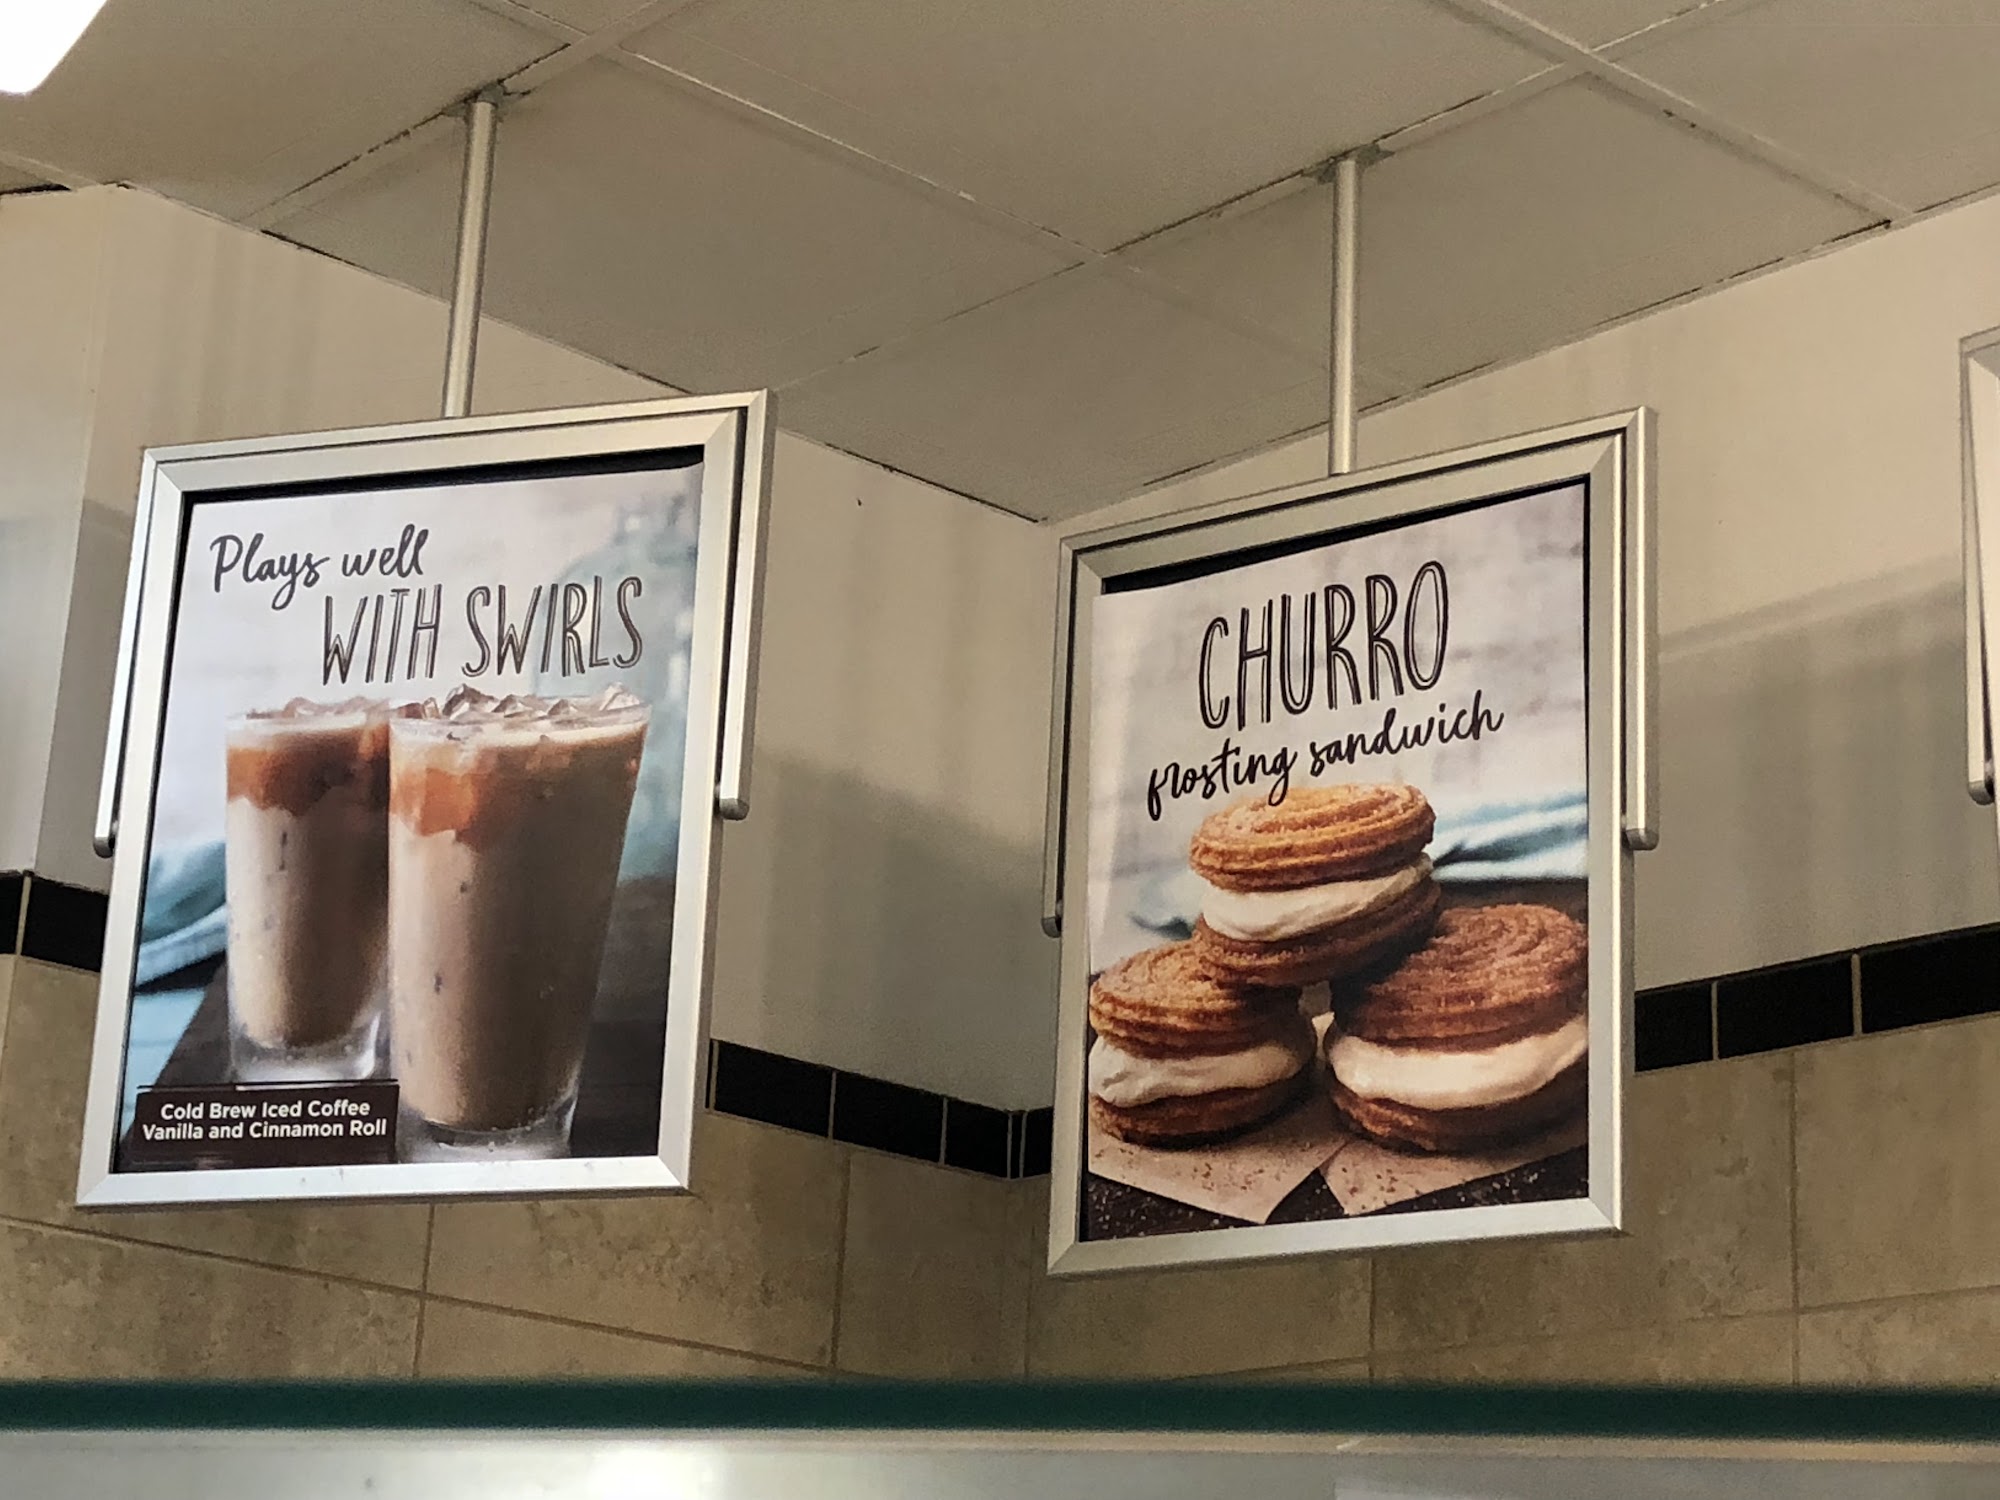 Plays well
WITH SWIRLS
Cold Brew Iced Coffee
Vanilla and Cinnamon Roll
CHURRO
frosting sandwich